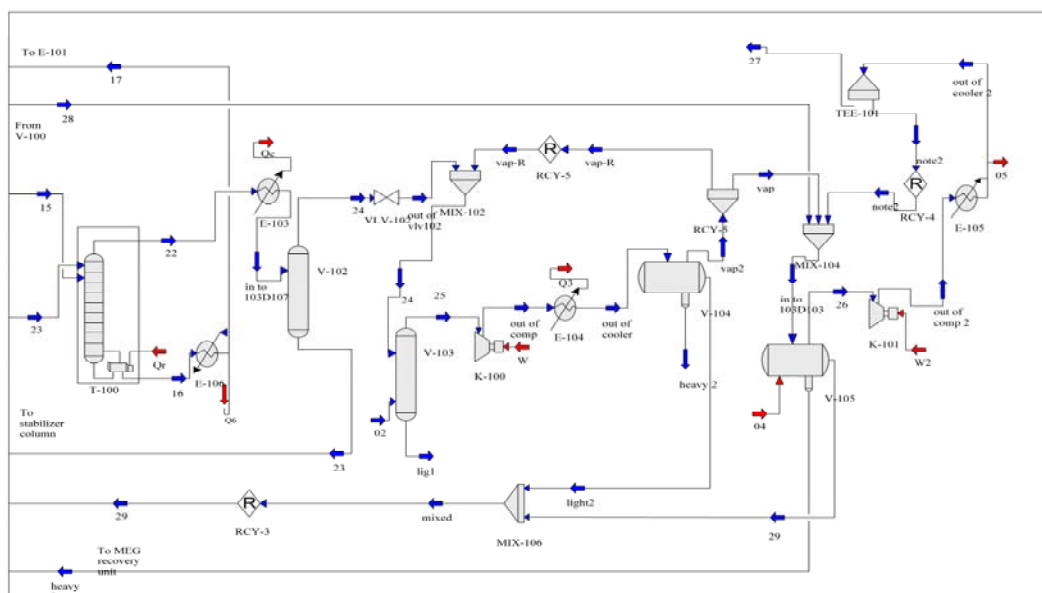 To E-101
17
28
From
V-100
15
22
23
T-100
Qr
16
E-106
Q6
Qc
E-103
in to
103D107
24
VLV-102
out of
vlv102
MIX-102
vap-R
R
RCY-5
vap-R
V-102
23
24
25
V-103
02
lig1
K-100
out of
comp
W
Q3
E-104
out of
cooler
V-104
heavy 2
RCY-5
vap2
vap
27
TEE-101
out of
cooler 2
note2
R
RCY-4
note2
E-105
05
MIX-104
in to
103D103
26
K-101
out of
comp 2
W2
04
V-105
To
stabilizer
column
29
R
RCY-3
mixed
MIX-106
light2
29
To MEG
recovery
unit
heavy